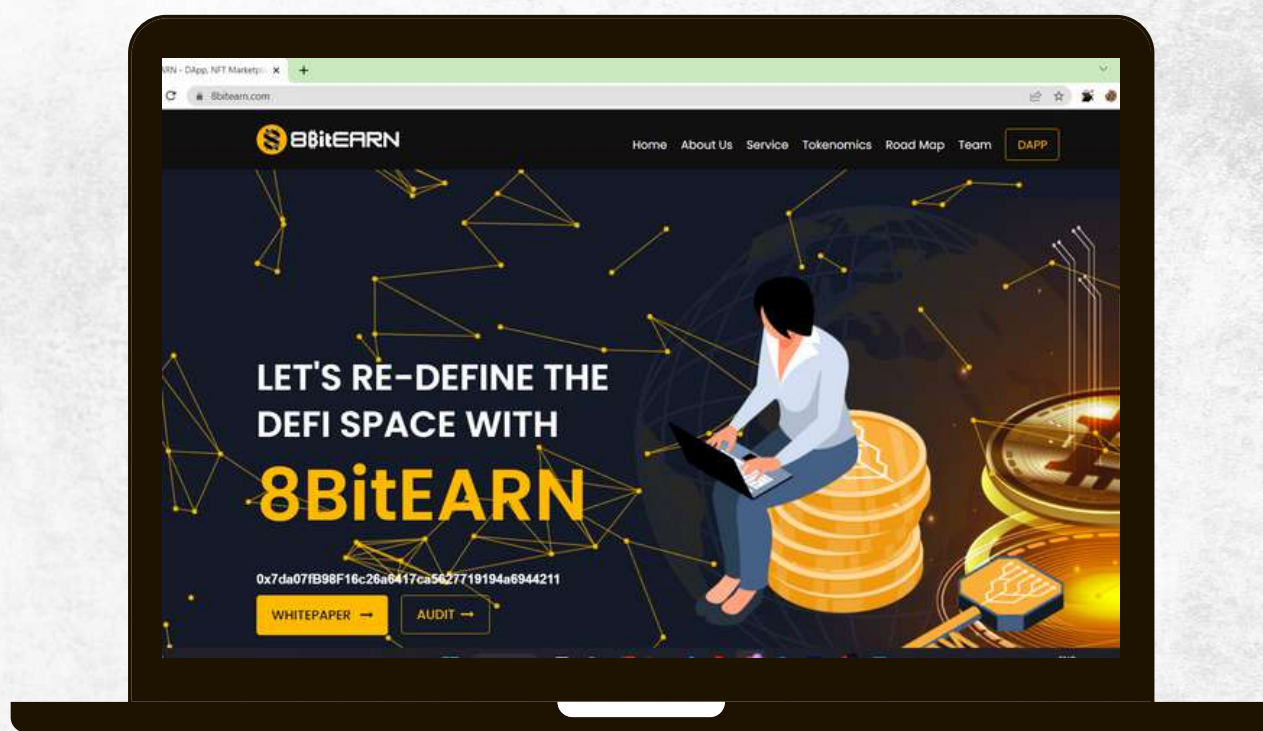 8bitearn.com
8BitEARN
Home About Us Service Tokenomics Road Map Team DAPP
LET'S RE-DEFINE THE
DEFI SPACE WITH
8BitEARN
0x7da07fB98F16c26a6417ca5627719194a6944211
WHITEPAPER → AUDIT →